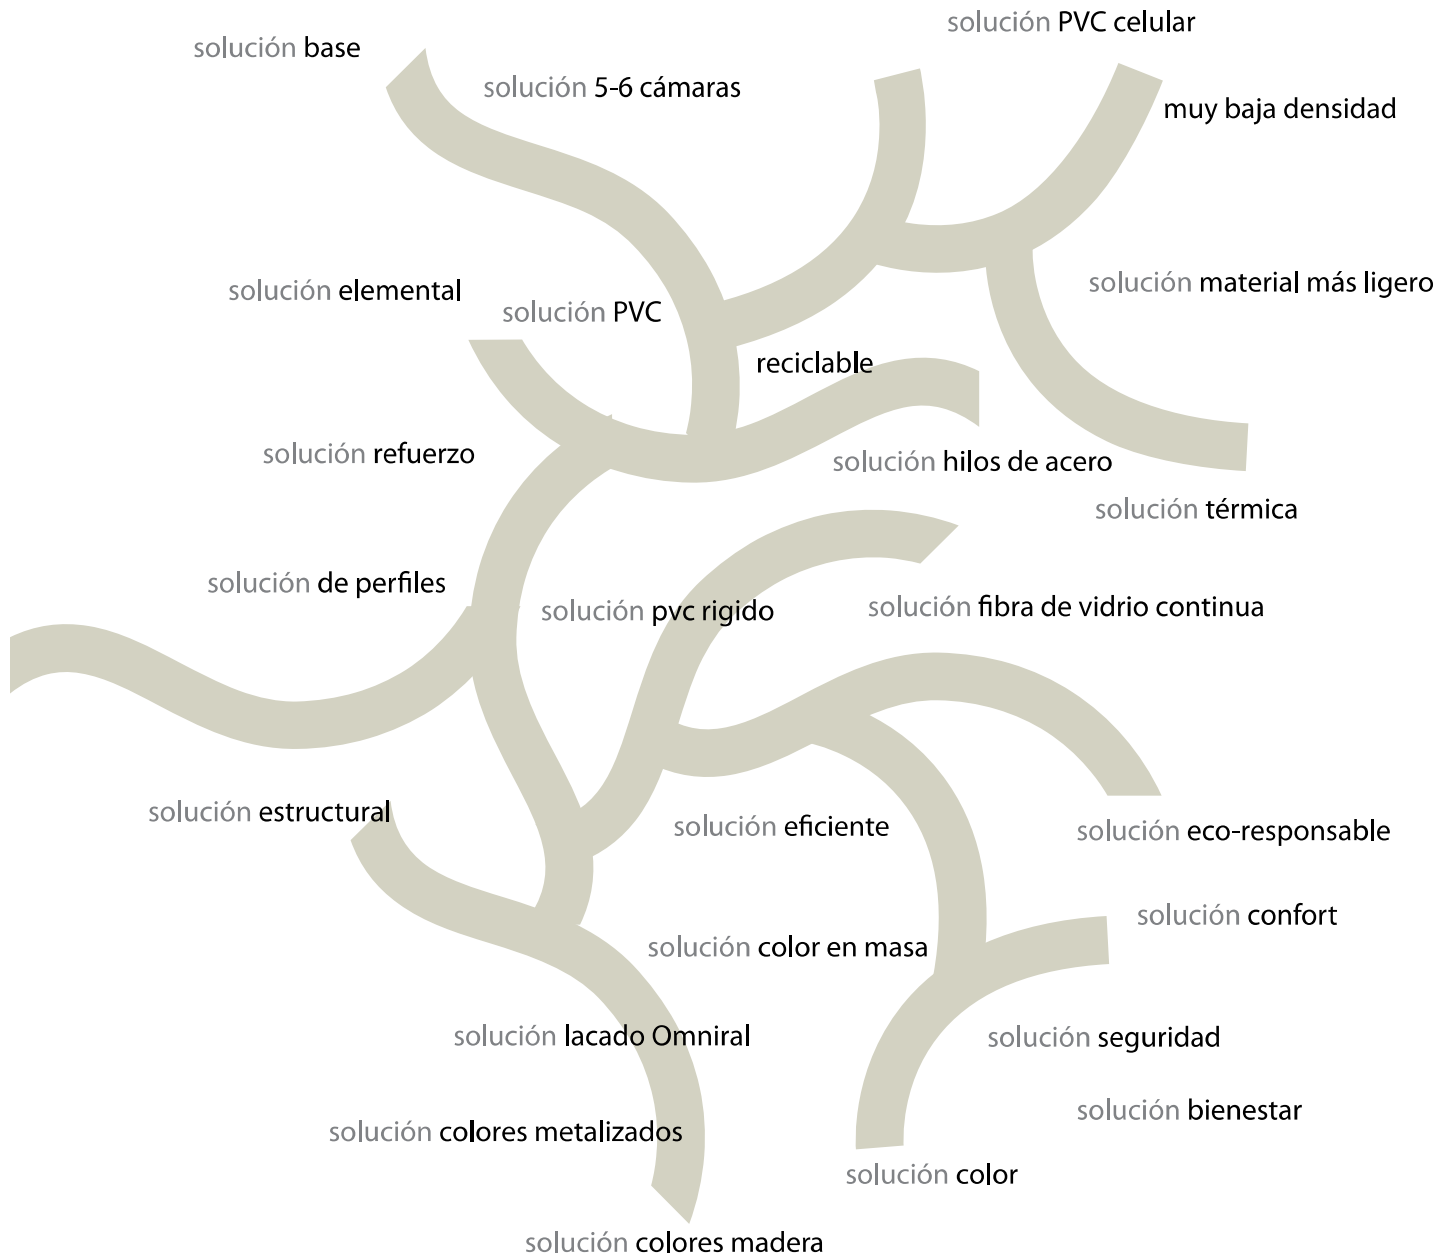 solución PVC celular
solución base
solución 5-6 cámaras
muy baja densidad
solución material más ligero
solución elemental
solución PVC
reciclable
solución refuerzo
solución hilos de acero
solución térmica
solución de perfiles
solución pvc rigido
solución fibra de vidrio continua
solución estructural
solución eficiente
solución eco-responsable
solución confort
solución color en masa
solución lacado Omniral
solución seguridad
solución bienestar
solución colores metalizados
solución color
solución colores madera